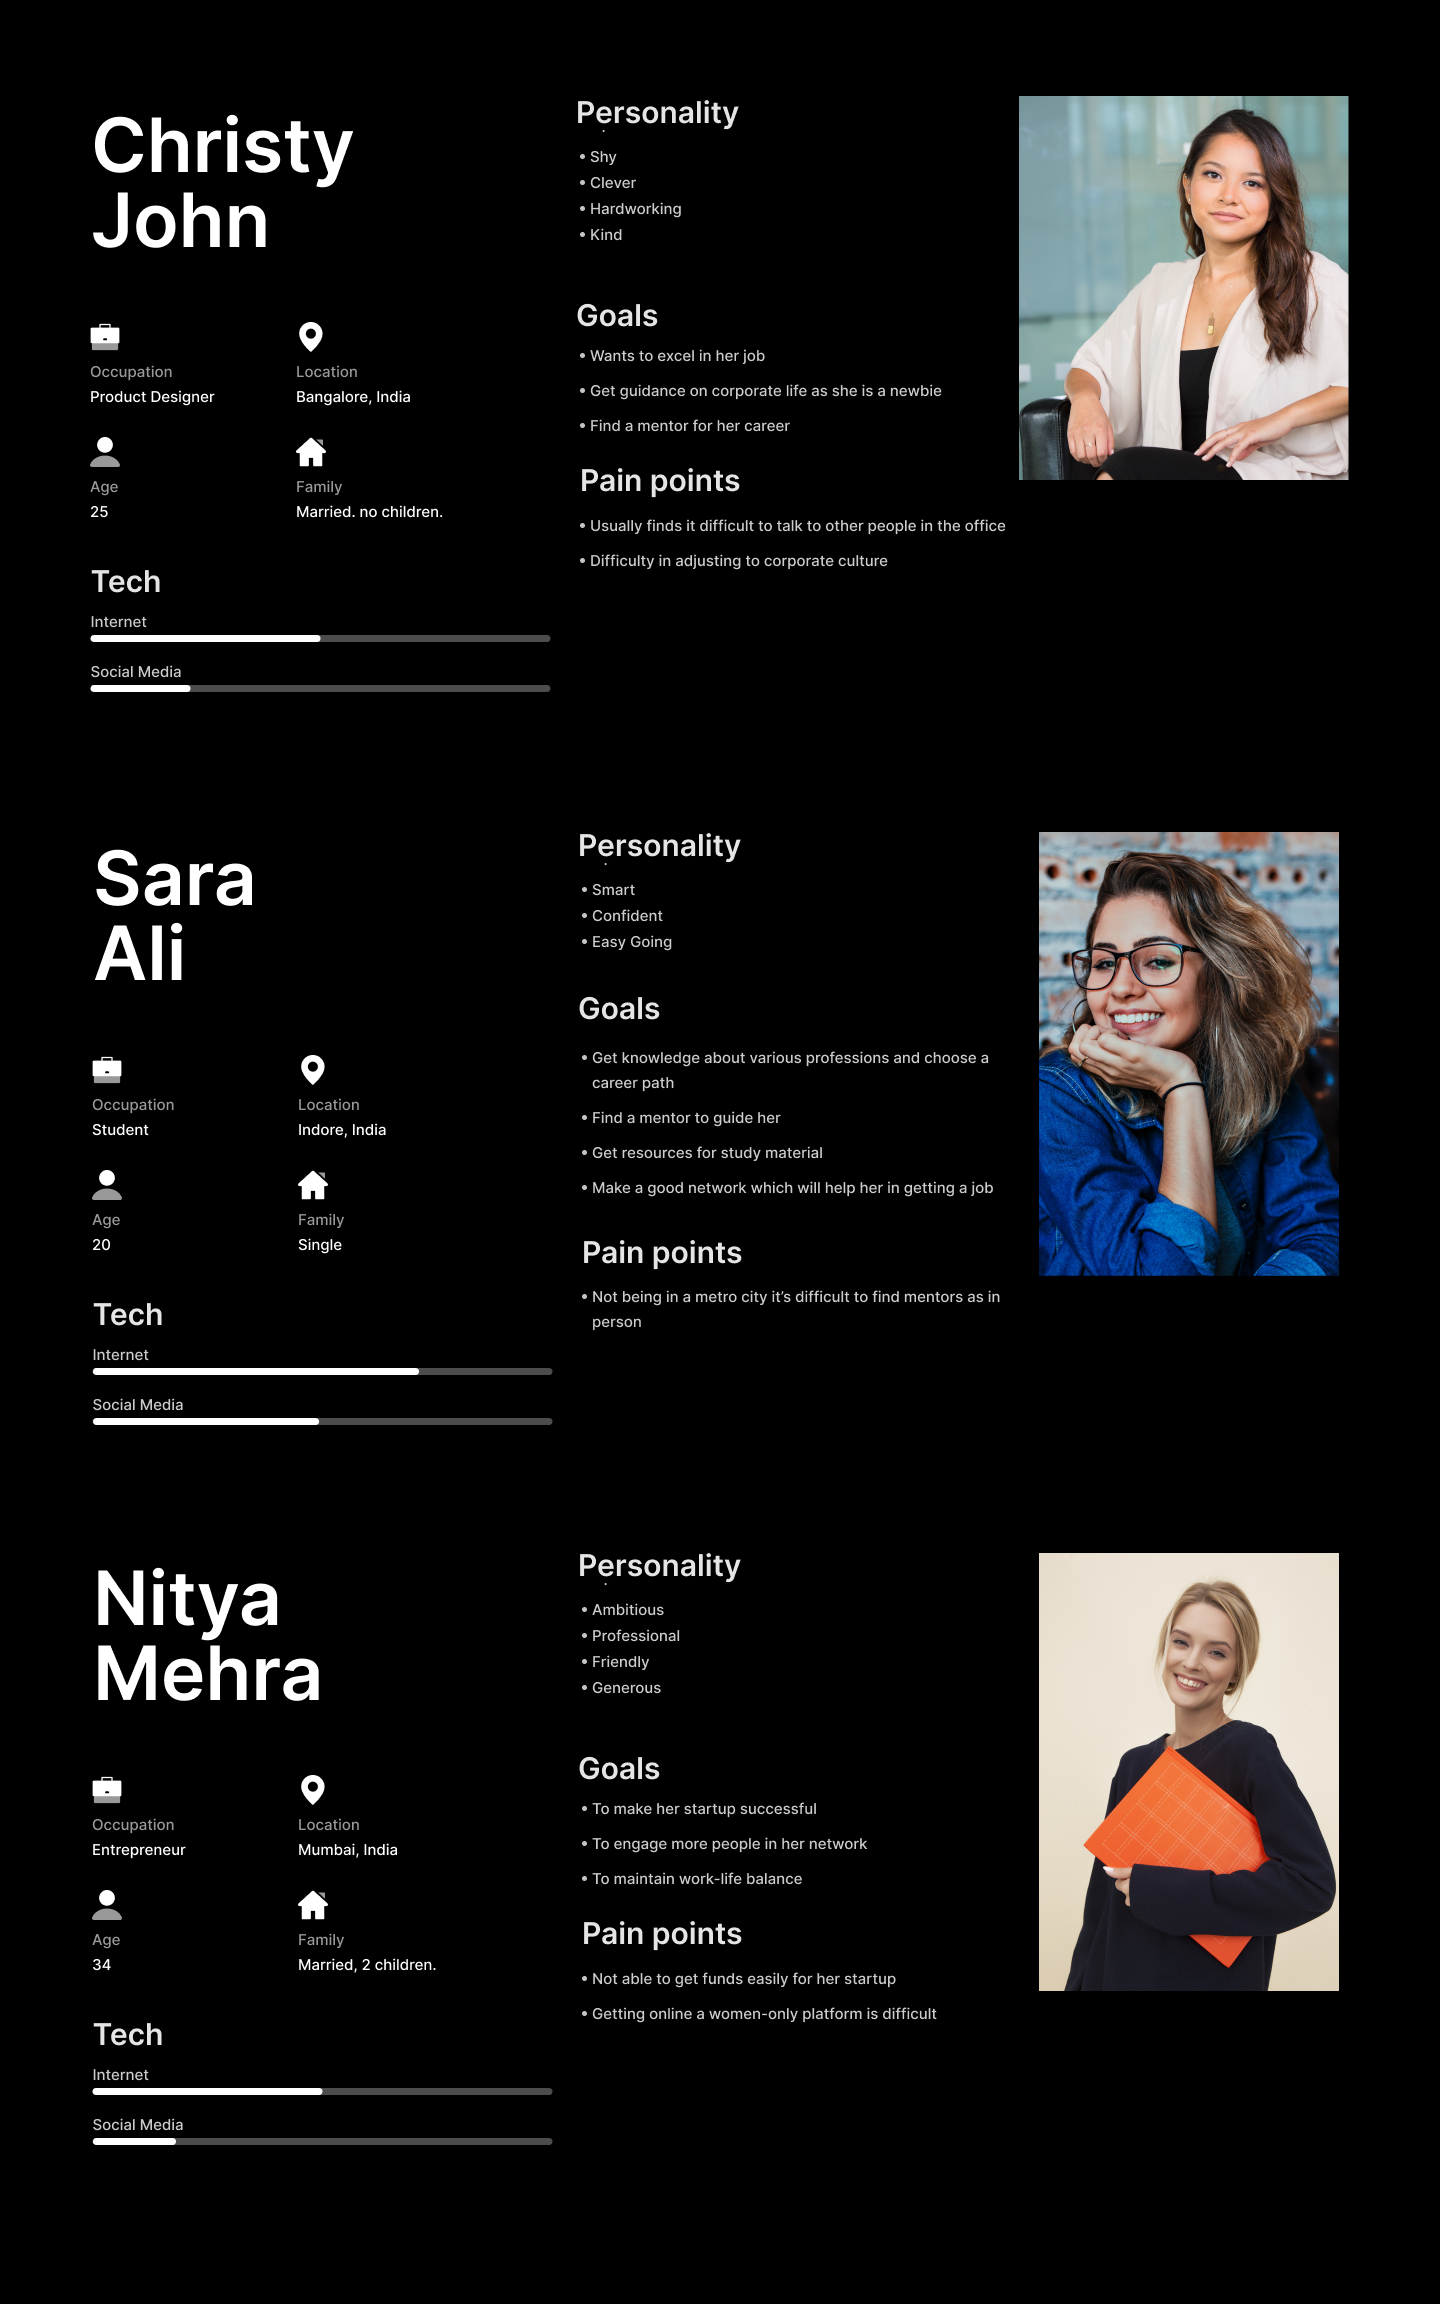 Christy
John
Occupation
Product Designer
Location
Bangalore, India
Age
25
Family
Married. no children.
Tech
Internet
Social Media
Personality
• Shy
• Clever
• Hardworking
• Kind
Goals
• Wants to excel in her job
• Get guidance on corporate life as she is a newbie
• Find a mentor for her career
Pain points
• Usually finds it difficult to talk to other people in the office
• Difficulty in adjusting to corporate culture
Sara
Ali
Occupation
Student
Location
Indore, India
Age
20
Family
Single
Tech
Internet
Social Media
Personality
• Smart
• Confident
• Easy Going
Goals
• Get knowledge about various professions and choose a
career path
• Find a mentor to guide her
• Get resources for study material
• Make a good network which will help her in getting a job
Pain points
• Not being in a metro city it’s difficult to find mentors as in
person
Nitya
Mehra
Occupation
Entrepreneur
Location
Mumbai, India
Age
34
Family
Married, 2 children.
Tech
Internet
Social Media
Personality
• Ambitious
• Professional
• Friendly
• Generous
Goals
• To make her startup successful
• To engage more people in her network
• To maintain work-life balance
Pain points
• Not able to get funds easily for her startup
• Getting online a women-only platform is difficult